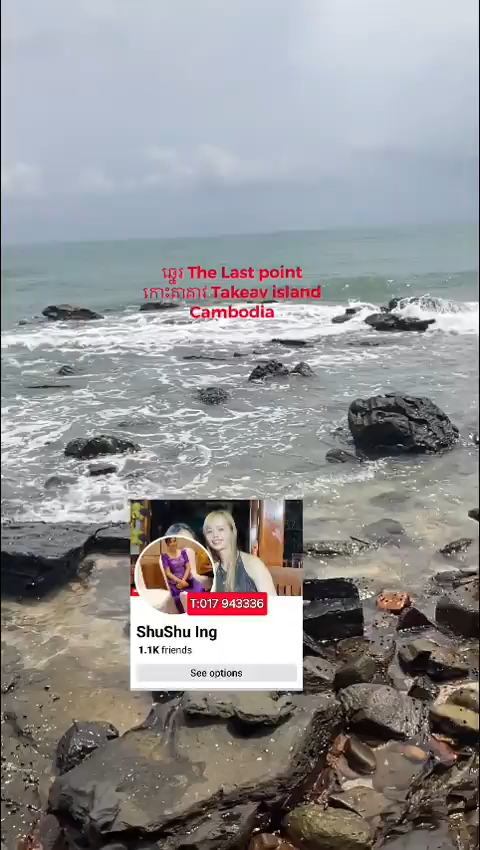 ឆ្នេរ The Last point
កោះតាគាវ Takeav island
Cambodia
T:017 943336
ShuShu Ing
1.1K friends
See options